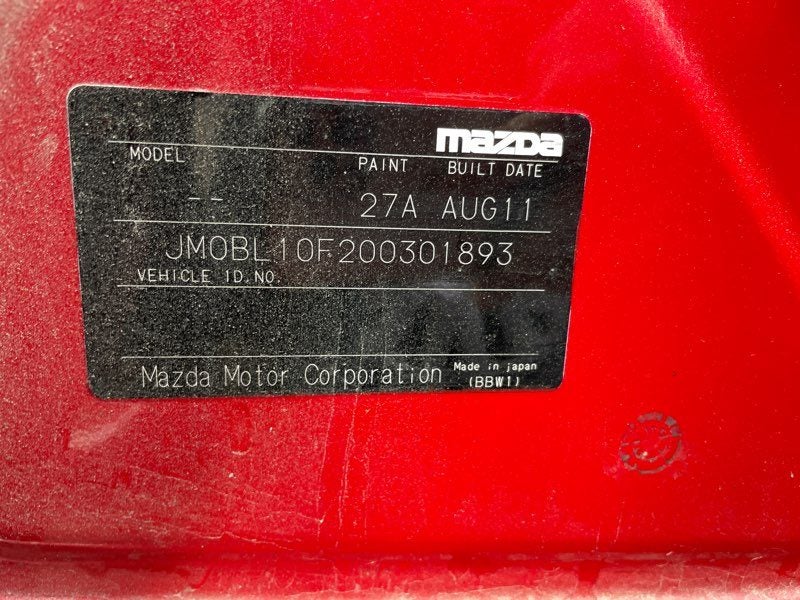 mazda
MODEL PAINT BUILT DATE
-- 27A AUG11
JM0BL10F200301893
VEHICLE ID.NO.
Mazda Motor Corporation Made in japan
(BBW1)